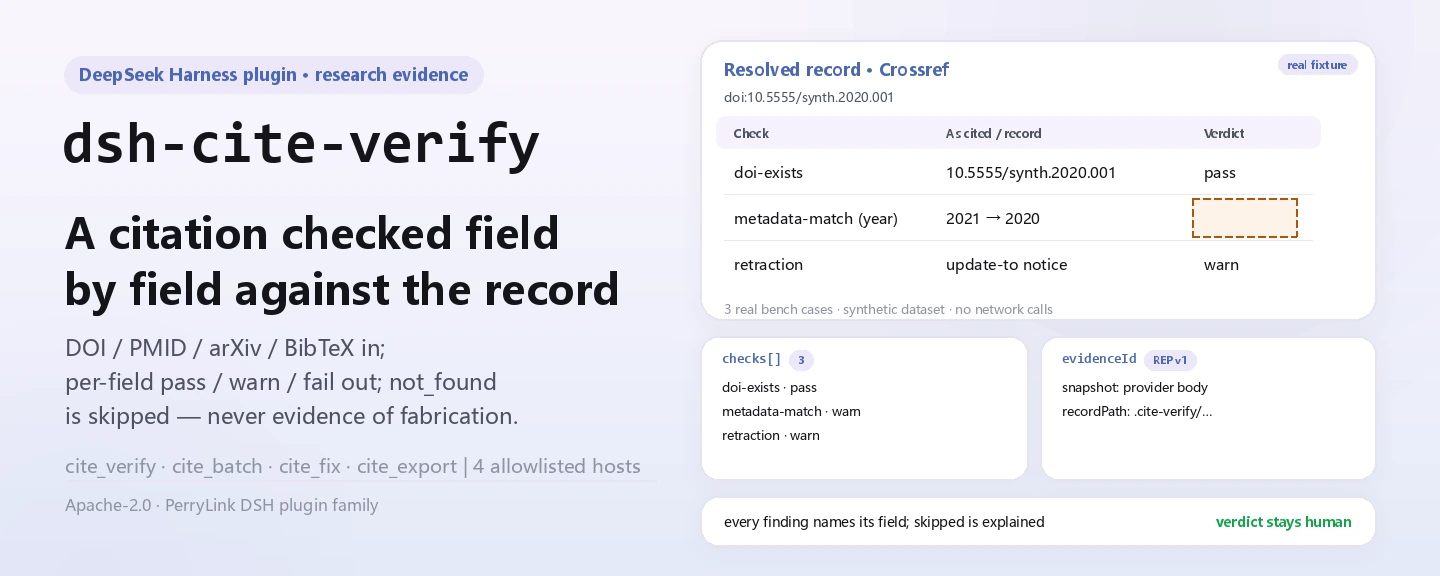 DeepSeek Harness plugin • research evidence
dsh-cite-verify
A citation checked field
by field against the record
DOI / PMID / arXiv / BibTeX in;
per-field pass / warn / fail out; not_found
is skipped — never evidence of fabrication.
cite_verify · cite_batch · cite_fix · cite_export | 4 allowlisted hosts
Apache-2.0 · PerryLink DSH plugin family
Resolved record • Crossref
real fixture
doi:10.5555/synth.2020.001
Check As cited / record Verdict
doi-exists 10.5555/synth.2020.001 pass
metadata-match (year) 2021 → 2020
retraction update-to notice warn
3 real bench cases · synthetic dataset · no network calls
checks[] 3
doi-exists · pass
metadata-match · warn
retraction · warn
evidenceId REPv1
snapshot: provider body
recordPath: .cite-verify/…
every finding names its field; skipped is explained
verdict stays human